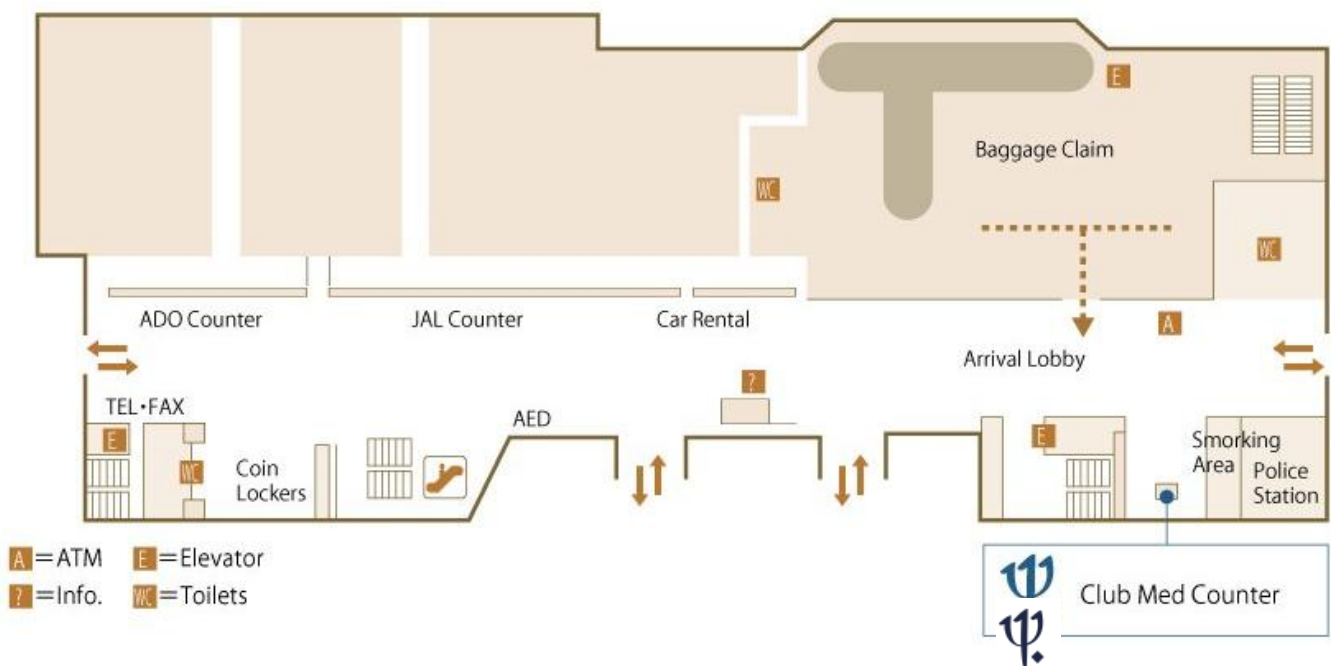 E
Baggage Claim
WC
WC
ADO Counter
JAL Counter
Car Rental
A
Arrival Lobby
?
TEL•FAX
AED
E
WC
Coin
Lockers
E
Smorking
Area
Police
Station
A=ATM
E=Elevator
?=Info.
WC=Toilets
Club Med Counter